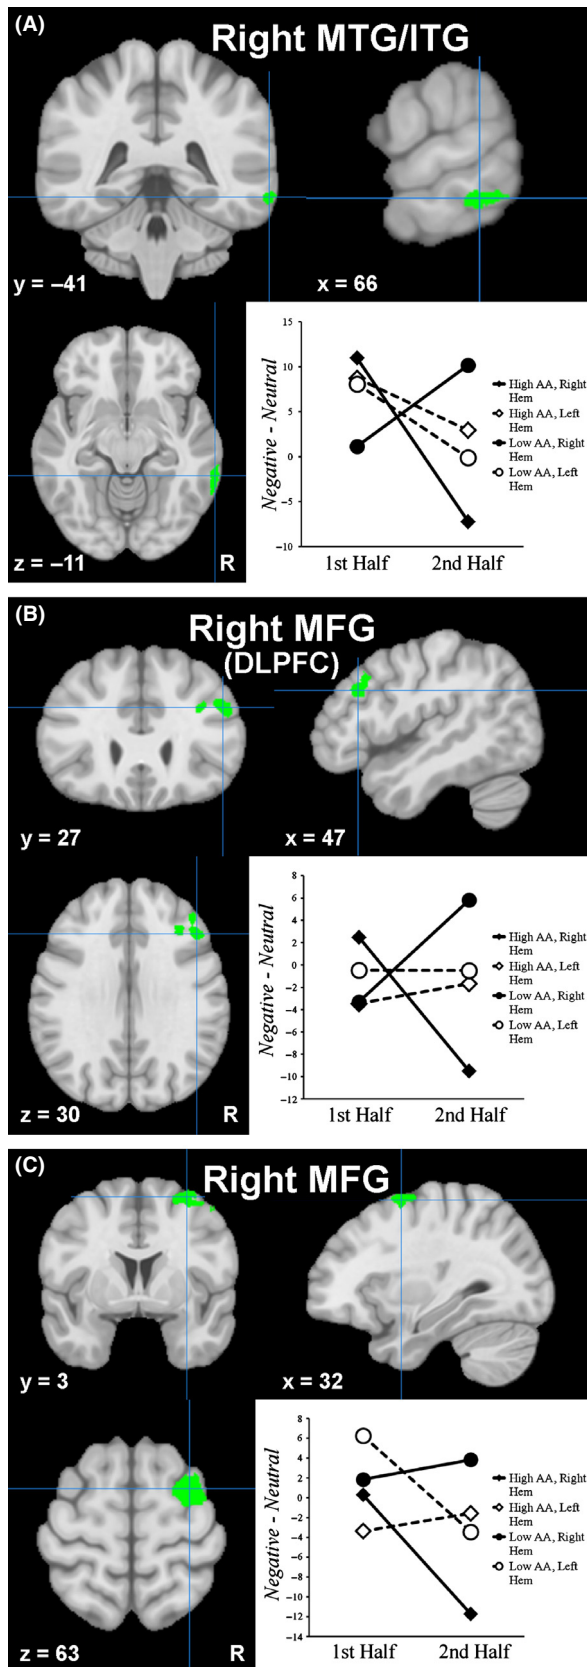 (A)
Right MTG/ITG
y = –41
x = 66
z = –11
R
Negative - Neutral
15
10
5
0
–5
–10
1st Half
2nd Half
High AA, Right
Hem
High AA, Left
Hem
Low AA, Right
Hem
Low AA, Left
Hem
(B)
Right MFG
(DLPFC)
y = 27
x = 47
z = 30
R
Negative - Neutral
8
6
4
2
0
–2
–4
–6
–8
–10
–12
1st Half
2nd Half
High AA, Right
Hem
High AA, Left
Hem
Low AA, Right
Hem
Low AA, Left
Hem
(C)
Right MFG
y = 3
x = 32
z = 63
R
Negative - Neutral
8
6
4
2
0
–2
–4
–6
–8
–10
–12
–14
1st Half
2nd Half
High AA, Right
Hem
High AA, Left
Hem
Low AA, Right
Hem
Low AA, Left
Hem